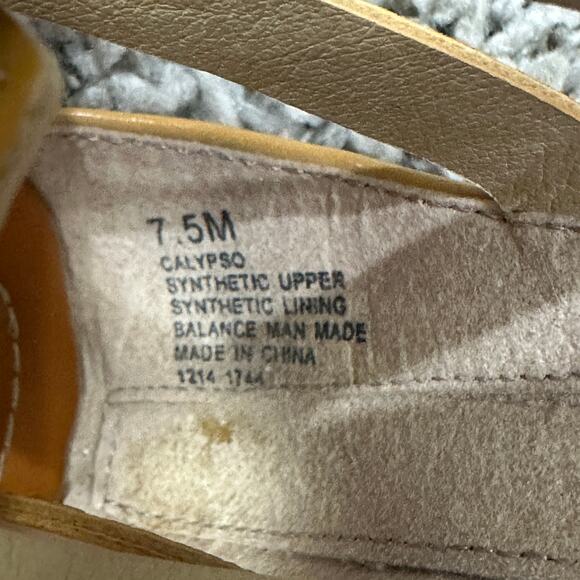 7.5M
CALYPSO
SYNTHETIC UPPER
SYNTHETIC LINING
BALANCE MAN MADE
MADE IN CHINA
1214 1744